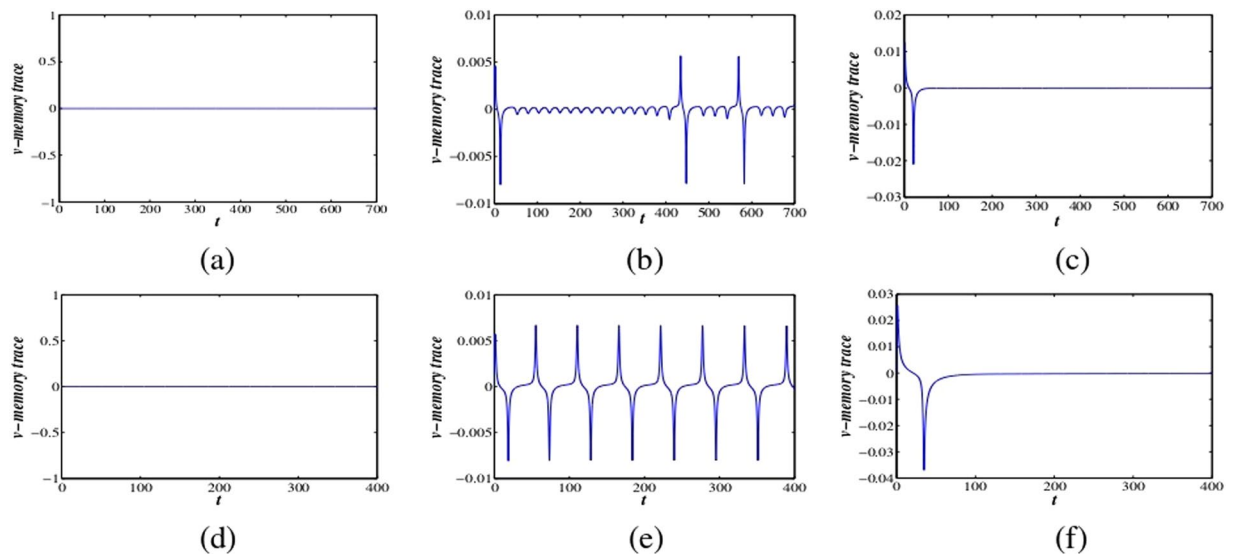 1 0.01 0.02
0.5 0.005 0.01
0 0 0
−0.5 −0.005 −0.01
−0.02
−1 −0.01 −0.03
v−memory trace v−memory trace v−memory trace
0 100 200 300 400 500 600 700 0 100 200 300 400 500 600 700 0 100 200 300 400 500 600 700
t t t
(a) (b) (c)
1 0.01 0.03
0.02
0.5 0.005 0.01
0 0 0
−0.01
−0.5 −0.005 −0.02
−0.03
−1 −0.01 −0.04
v−memory trace v−memory trace v−memory trace
0 100 200 300 400 0 100 200 300 400 0 100 200 300 400
t t t
(d) (e) (f)